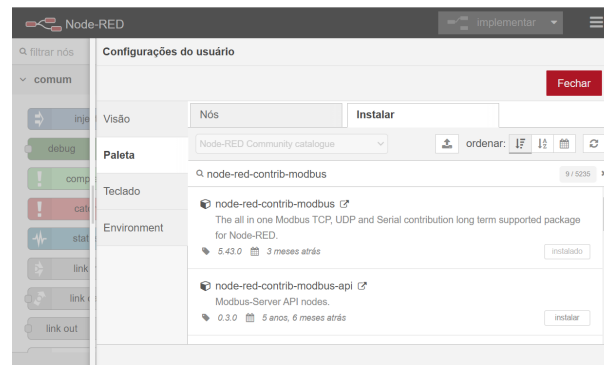 Node-RED
implementar
filtrar nós
Configurações do usuário
comum
Fechar
inje
Visão
Nós
Instalar
debug
Paleta
Node-RED Community catalogue
ordenar:
comp
node-red-contrib-modbus
9 / 5235
Teclado
cat
node-red-contrib-modbus
The all in one Modbus TCP, UDP and Serial contribution long term supported package
for Node-RED.
stat
Environment
5.43.0 3 meses atrás
instalado
link
node-red-contrib-modbus-api
Modbus-Server API nodes.
link
0.3.0 5 anos, 6 meses atrás
instalar
link out